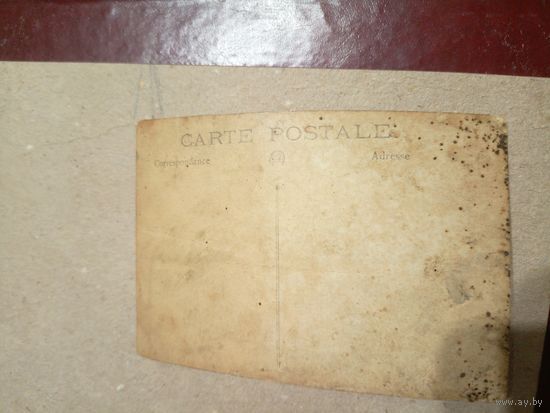 CARTE POSTALE
Correspondance
Adresse
www.ay.by